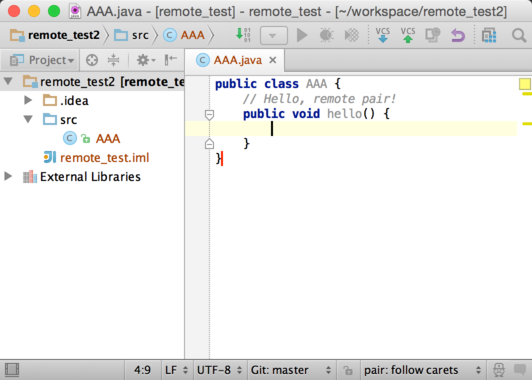 AAA.java - [remote_test] - remote_test - [~/workspace/remote_test2]
remote_test2 src AAA VCS VCS
Project AAA.java
remote_test2 [remote_te
.idea
src
AAA
remote_test.iml
External Libraries
public class AAA {
// Hello, remote pair!
public void hello() {
}
}
4:9 LF UTF-8 Git: master pair: follow carets